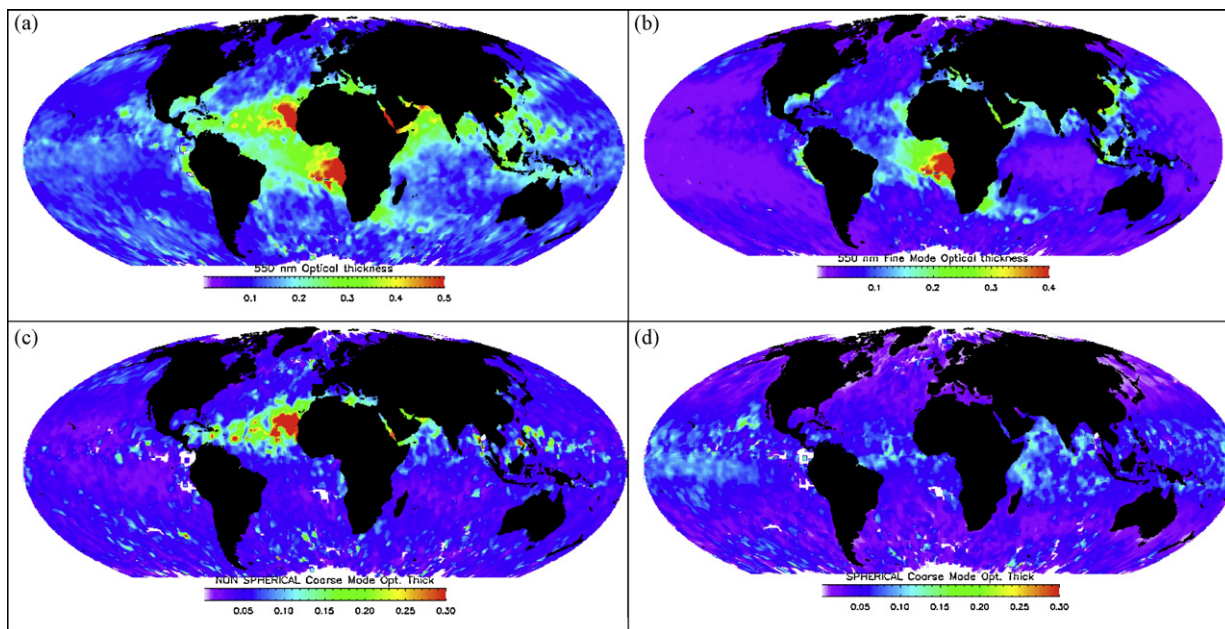 (a)
(b)
550 nm Optical thickness
0.1 0.2 0.3 0.4 0.5
550 nm Fine Mode Optical thickness
0.1 0.2 0.3 0.4
(c)
(d)
NON SPHERICAL Coarse Mode Opt. Thick
0.05 0.10 0.15 0.20 0.25 0.30
SPHERICAL Coarse Mode Opt. Thick
0.05 0.10 0.15 0.20 0.25 0.30